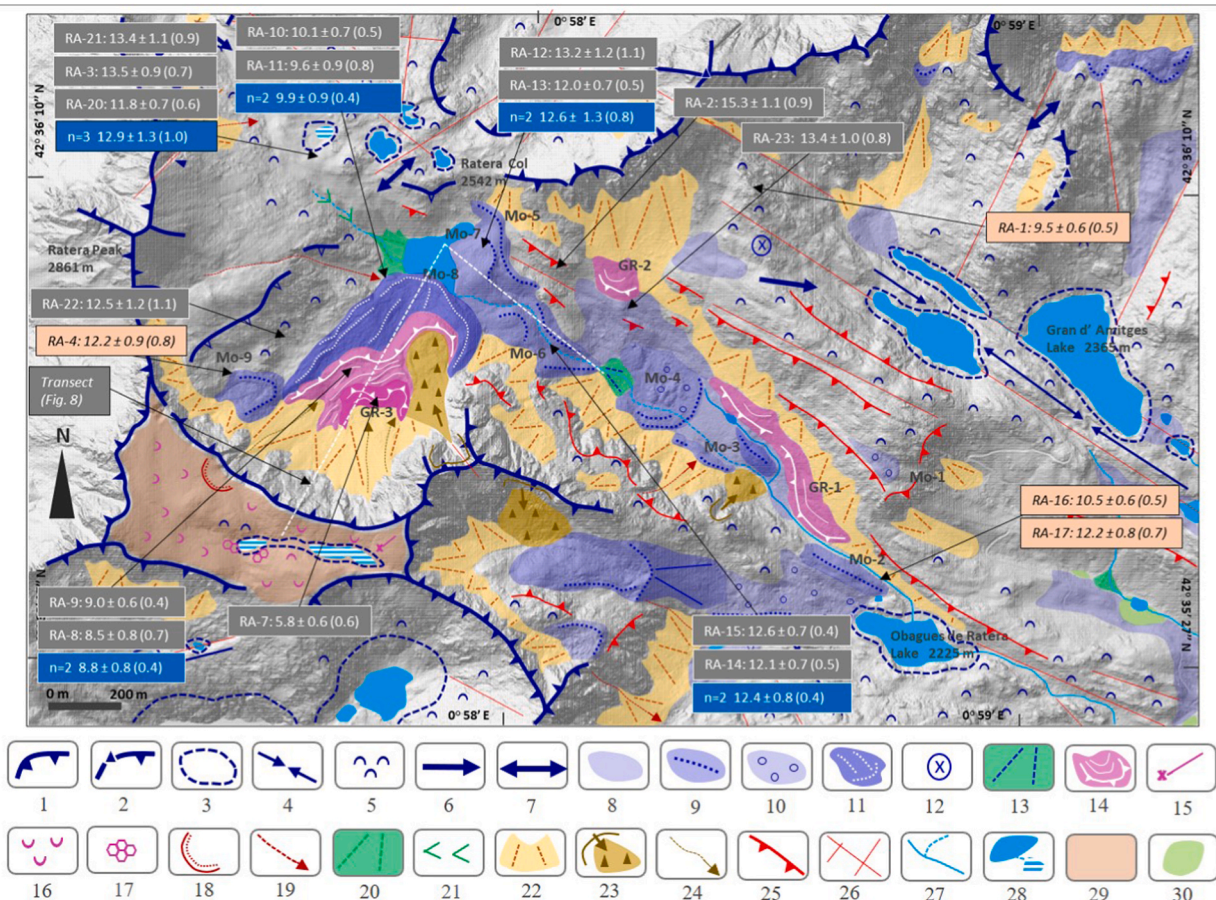 0° 58' E
0° 59' E
RA-21: 13.4 ± 1.1 (0.9)
RA-3: 13.5 ± 0.9 (0.7)
RA-20: 11.8 ± 0.7 (0.6)
n=3 12.9 ± 1.3 (1.0)
RA-10: 10.1 ± 0.7 (0.5)
RA-11: 9.6 ± 0.9 (0.8)
n=2 9.9 ± 0.9 (0.4)
RA-12: 13.2 ± 1.2 (1.1)
RA-13: 12.0 ± 0.7 (0.5)
n=2 12.6 ± 1.3 (0.8)
RA-2: 15.3 ± 1.1 (0.9)
RA-23: 13.4 ± 1.0 (0.8)
42° 36' 10'' N
42° 36' 10'' N
Ratera Col
2542 m
RA-1: 9.5 ± 0.6 (0.5)
Mo-5
Mo-7
X
Ratera Peak
2861 m
Mo-8
GR-2
RA-22: 12.5 ± 1.2 (1.1)
RA-4: 12.2 ± 0.9 (0.8)
Gran d' Amitges
Lake 2365 m
Mo-9
Mo-6
Transect
(Fig. 8)
Mo-4
GR-3
N
Mo-3
Mo-1
GR-1
RA-16: 10.5 ± 0.6 (0.5)
RA-17: 12.2 ± 0.8 (0.7)
Mo-2
'' N
42° 35' 27'' N
RA-9: 9.0 ± 0.6 (0.4)
RA-8: 8.5 ± 0.8 (0.7)
n=2 8.8 ± 0.8 (0.4)
RA-7: 5.8 ± 0.6 (0.6)
RA-15: 12.6 ± 0.7 (0.4)
RA-14: 12.1 ± 0.7 (0.5)
n=2 12.4 ± 0.8 (0.4)
Obagues de Ratera
Lake 2225 m
0 m 200 m
0° 58' E
0° 59' E
X
x
1 2 3 4 5 6 7 8 9 10 11 12 13 14 15
16 17 18 19 20 21 22 23 24 25 26 27 28 29 30